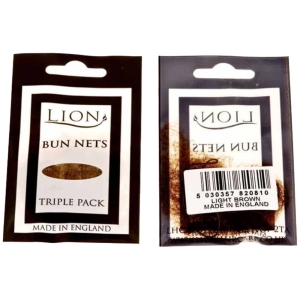 LION
BUN NETS
TRIPLE PACK
MADE IN ENGLAND
LION
BUN NETS
5 030357 820810
LIGHT BROWN
MADE IN ENGLAND